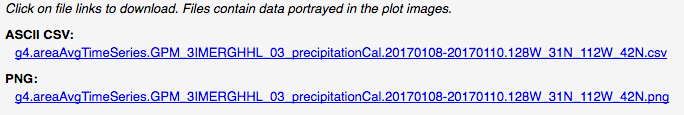 Click on file links to download. Files contain data portrayed in the plot images.
ASCII CSV:
g4.areaAvgTimeSeries.GPM_3IMERGHHL_03_precipitationCal.20170108-20170110.128W_31N_112W_42N.csv
PNG:
g4.areaAvgTimeSeries.GPM_3IMERGHHL_03_precipitationCal.20170108-20170110.128W_31N_112W_42N.png